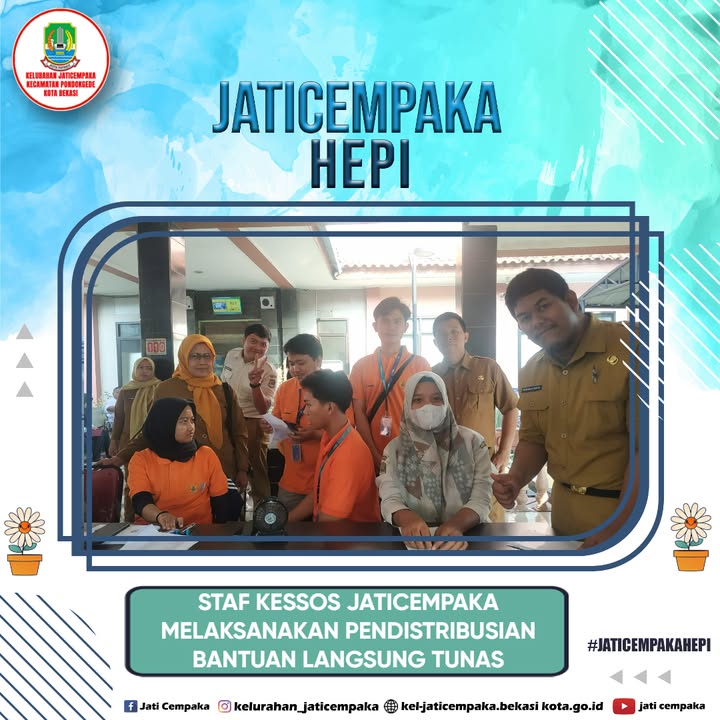 KELURAHAN JATICEMPAKA
KECAMATAN PONDOKGEDE
KOTA BEKASI
JATICEMPAKA
HEPI
STAF KESSOS JATICEMPAKA
MELAKSANAKAN PENDISTRIBUSIAN
BANTUAN LANGSUNG TUNAS
#JATICEMPAKAHEPI
Jati Cempaka kelurahan_jaticempaka kel-jaticempaka.bekasi kota.go.id jati cempaka